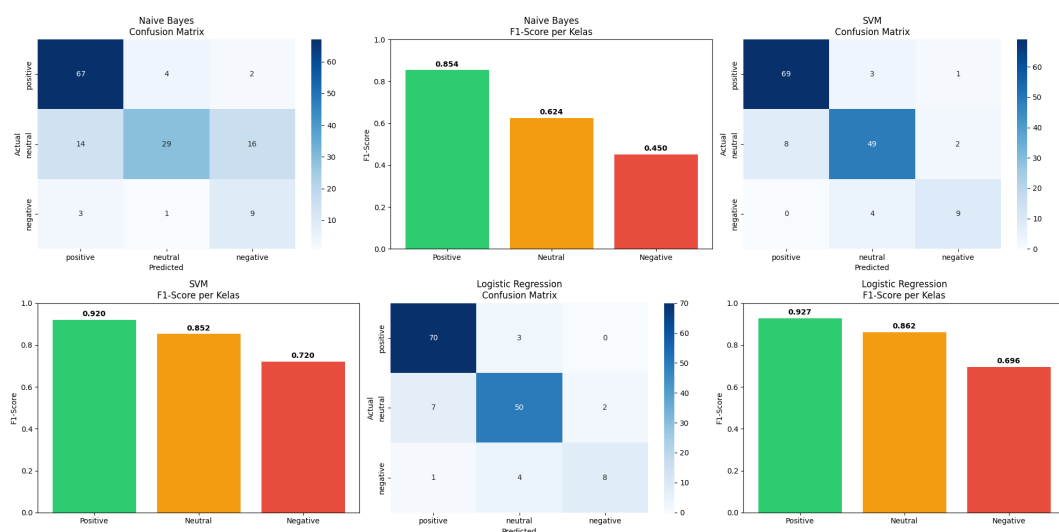 Naive Bayes
Confusion Matrix
positive
Actual
neutral
negative
67 4 2
14 29 16
3 1 9
positive neutral negative
Predicted
60
50
40
30
20
10
Naive Bayes
F1-Score per Kelas
F1-Score
1.0
0.8
0.6
0.4
0.2
0.0
0.854
0.624
0.450
Positive Neutral Negative
SVM
Confusion Matrix
positive
Actual
neutral
negative
69 3 1
8 49 2
0 4 9
positive neutral negative
Predicted
60
50
40
30
20
10
0
SVM
F1-Score per Kelas
F1-Score
1.0
0.8
0.6
0.4
0.2
0.0
0.920
0.852
0.720
Positive Neutral Negative
Logistic Regression
Confusion Matrix
positive
Actual
neutral
negative
70 3 0
7 50 2
1 4 8
positive neutral negative
Predicted
70
60
50
40
30
20
10
0
Logistic Regression
F1-Score per Kelas
F1-Score
1.0
0.8
0.6
0.4
0.2
0.0
0.927
0.862
0.696
Positive Neutral Negative